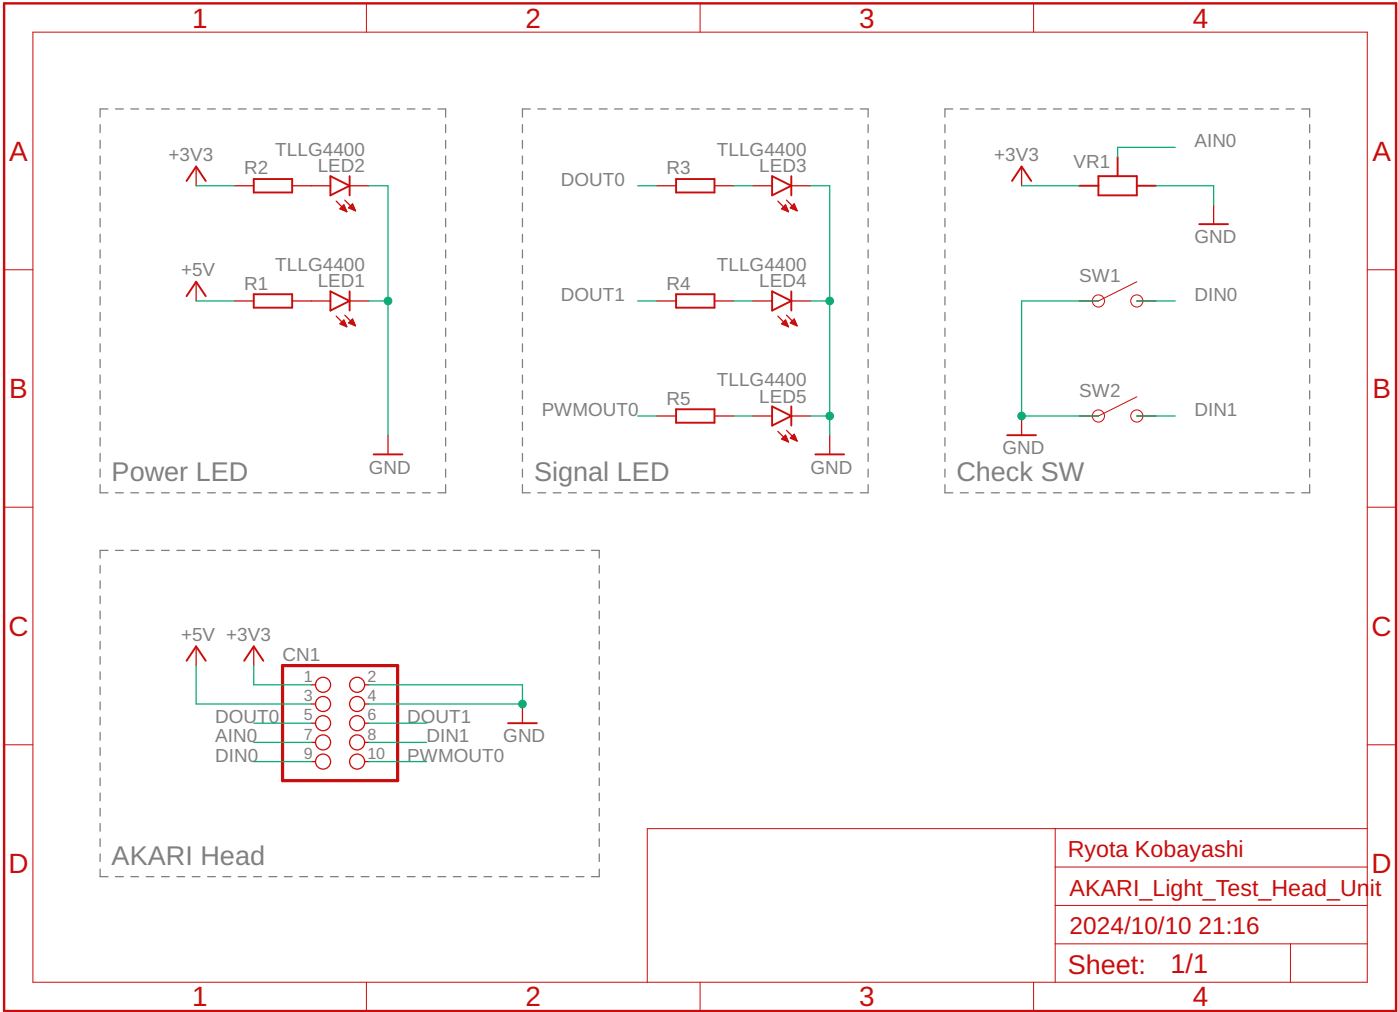 1 2 3 4
A A
B B
C C
D D
+3V3
R2
TLLG4400
LED2
+5V
R1
TLLG4400
LED1
GND
Power LED
DOUT0
R3
TLLG4400
LED3
DOUT1
R4
TLLG4400
LED4
PWMOUT0
R5
TLLG4400
LED5
GND
Signal LED
+3V3
VR1
AIN0
GND
SW1
DIN0
SW2
DIN1
GND
Check SW
+5V +3V3
CN1
1 2
3 4
DOUT0 5 6 DOUT1
AIN0 7 8 DIN1
DIN0 9 10 PWMOUT0
GND
AKARI Head
Ryota Kobayashi
AKARI_Light_Test_Head_Unit
2024/10/10 21:16
Sheet: 1/1
1 2 3 4